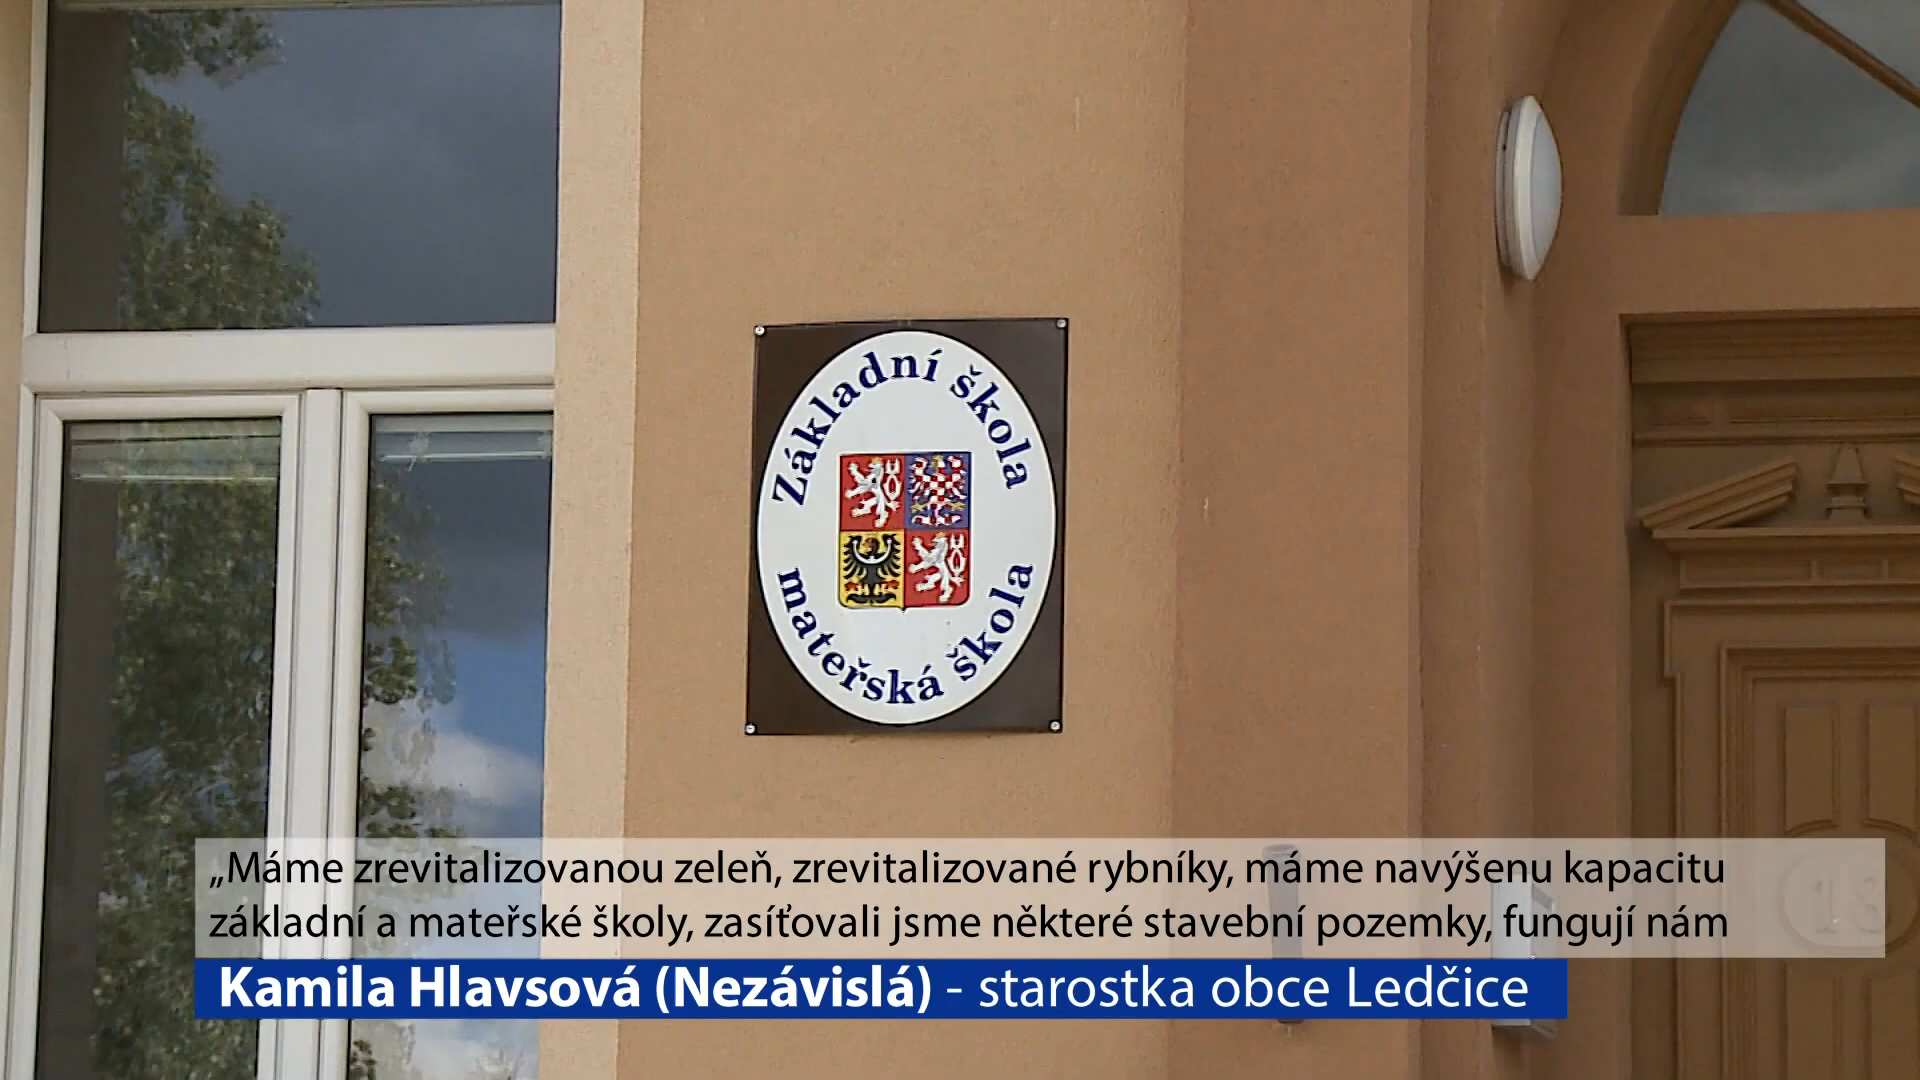 Základní škola
mateřská škola
„Máme zrevitalizovanou zeleň, zrevitalizované rybníky, máme navýšenu kapacitu
základní a mateřské školy, zasíťovali jsme některé stavební pozemky, fungují nám
18
Kamila Hlavsová (Nezávislá) - starostka obce Ledčice